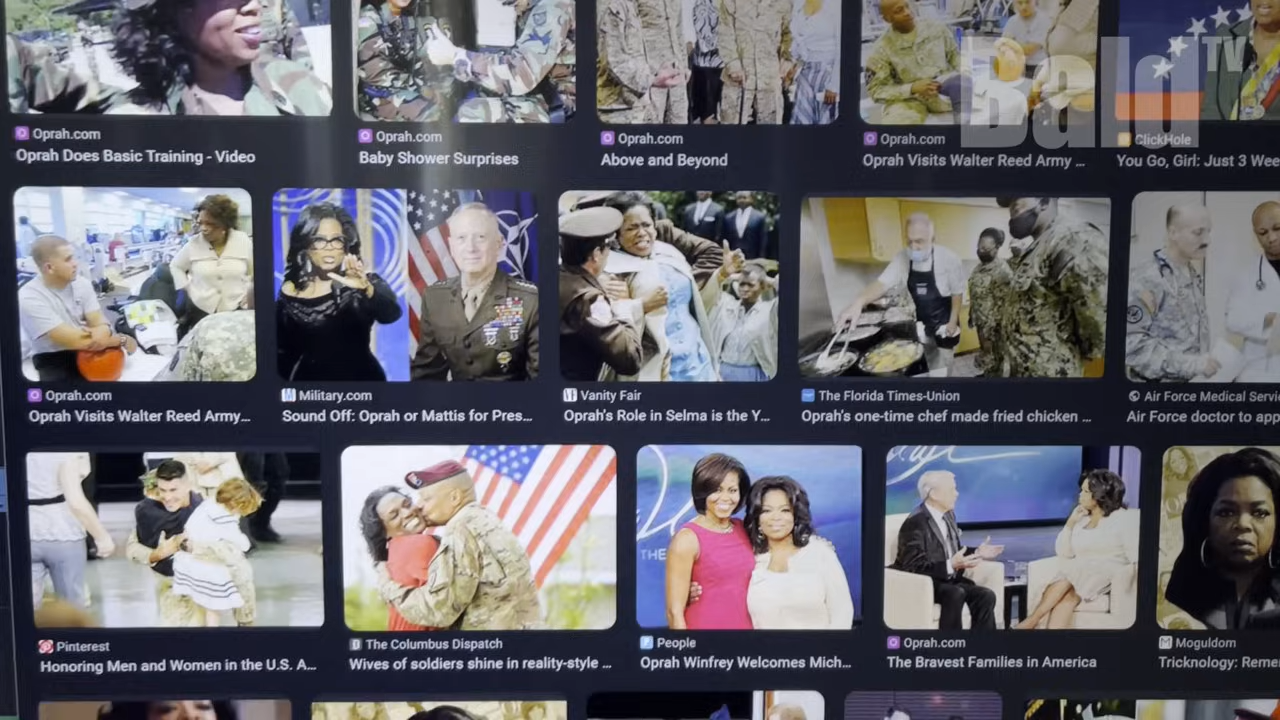 Bald TV
Oprah.com
Oprah Does Basic Training - Video
Oprah.com
Baby Shower Surprises
Oprah.com
Above and Beyond
Oprah.com
Oprah Visits Walter Reed Army ...
ClickHole
You Go, Girl: Just 3 Wee
Oprah.com
Oprah Visits Walter Reed Army...
Military.com
Sound Off: Oprah or Mattis for Pres...
Vanity Fair
Oprah's Role in Selma is the Y...
The Florida Times-Union
Oprah's one-time chef made fried chicken ...
Air Force Medical Servi
Air Force doctor to app
THE
Pinterest
Honoring Men and Women in the U.S. A...
The Columbus Dispatch
Wives of soldiers shine in reality-style ...
People
Oprah Winfrey Welcomes Mich...
Oprah.com
The Bravest Families in America
Moguldom
Tricknology: Reme